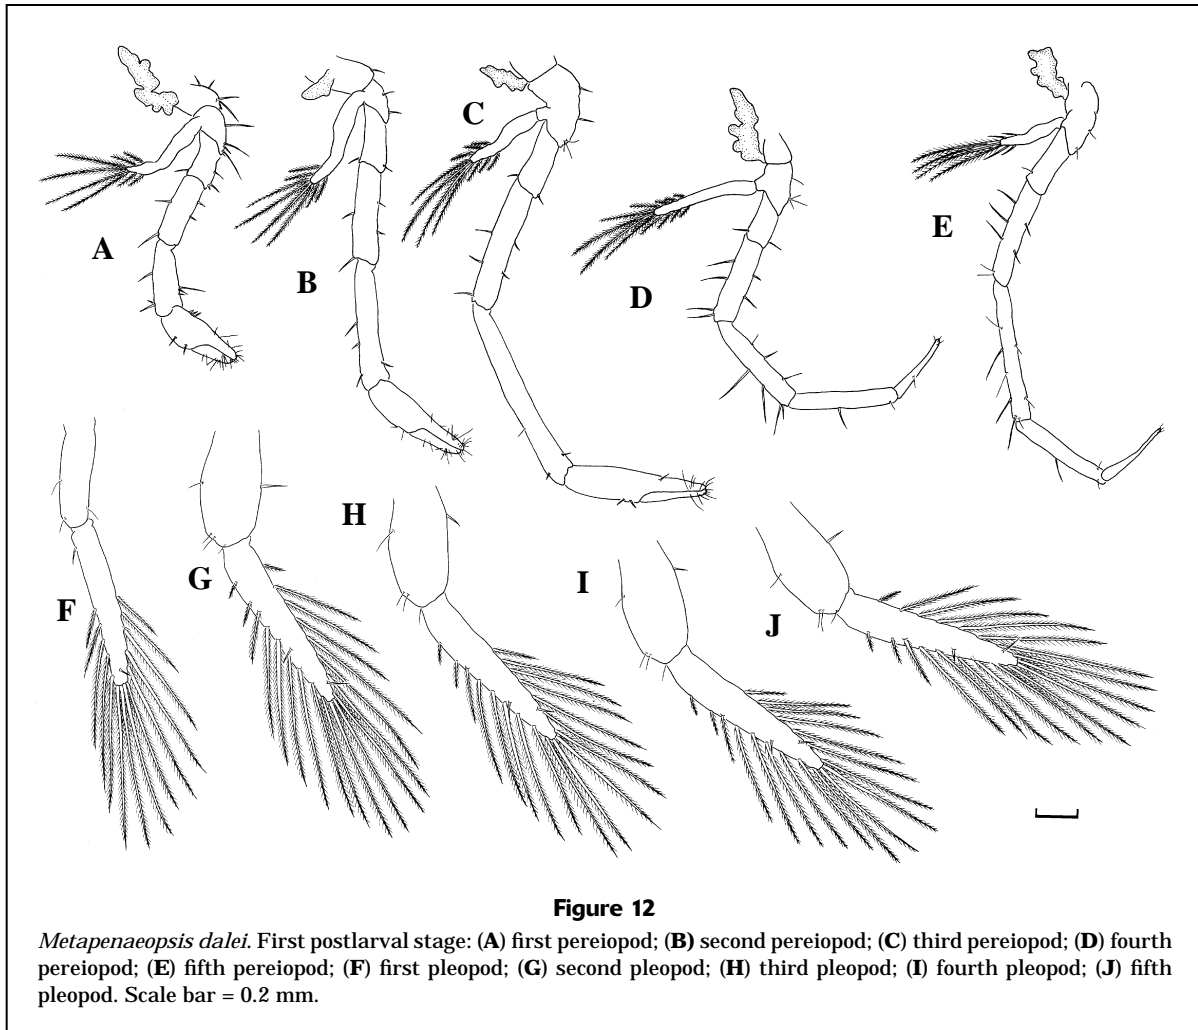 A
B
C
D
E
F
G
H
I
J
Figure 12
Metapenaeopsis dalei. First postlarval stage: (A) first pereiopod; (B) second pereiopod; (C) third pereiopod; (D) fourth
pereiopod; (E) fifth pereiopod; (F) first pleopod; (G) second pleopod; (H) third pleopod; (I) fourth pleopod; (J) fifth
pleopod. Scale bar = 0.2 mm.